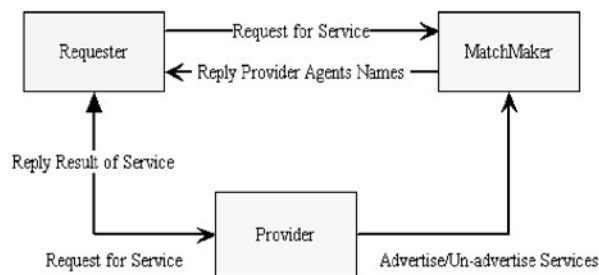 Request for Service
Requester
MatchMaker
Reply Provider Agents Names
Reply Result of Service
Provider
Request for Service
Advertise/Un-advertise Services